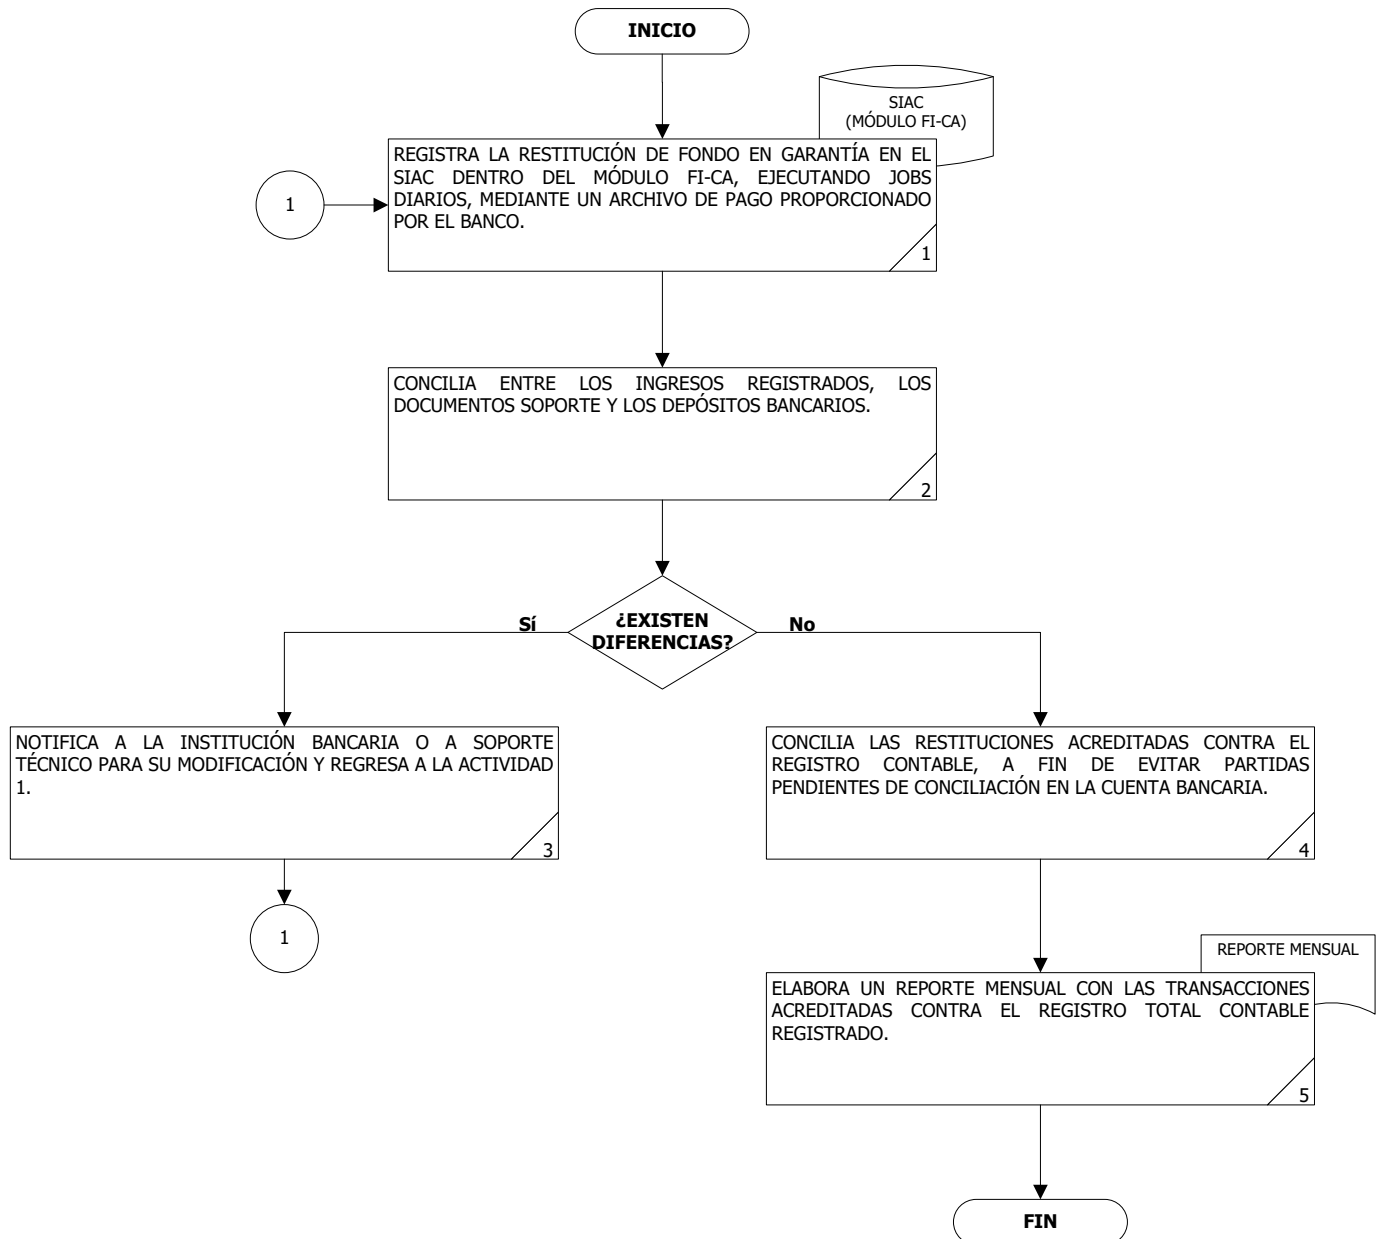 INICIO
SIAC
(MÓDULO FI-CA)
REGISTRA LA RESTITUCIÓN DE FONDO EN GARANTÍA EN EL
SIAC DENTRO DEL MÓDULO FI-CA, EJECUTANDO JOBS
DIARIOS, MEDIANTE UN ARCHIVO DE PAGO PROPORCIONADO
POR EL BANCO.
1
1
CONCILIA ENTRE LOS INGRESOS REGISTRADOS, LOS
DOCUMENTOS SOPORTE Y LOS DEPÓSITOS BANCARIOS.
2
¿EXISTEN
DIFERENCIAS?
Sí
No
NOTIFICA A LA INSTITUCIÓN BANCARIA O A SOPORTE
TÉCNICO PARA SU MODIFICACIÓN Y REGRESA A LA ACTIVIDAD
1.
3
1
CONCILIA LAS RESTITUCIONES ACREDITADAS CONTRA EL
REGISTRO CONTABLE, A FIN DE EVITAR PARTIDAS
PENDIENTES DE CONCILIACIÓN EN LA CUENTA BANCARIA.
4
REPORTE MENSUAL
ELABORA UN REPORTE MENSUAL CON LAS TRANSACCIONES
ACREDITADAS CONTRA EL REGISTRO TOTAL CONTABLE
REGISTRADO.
5
FIN